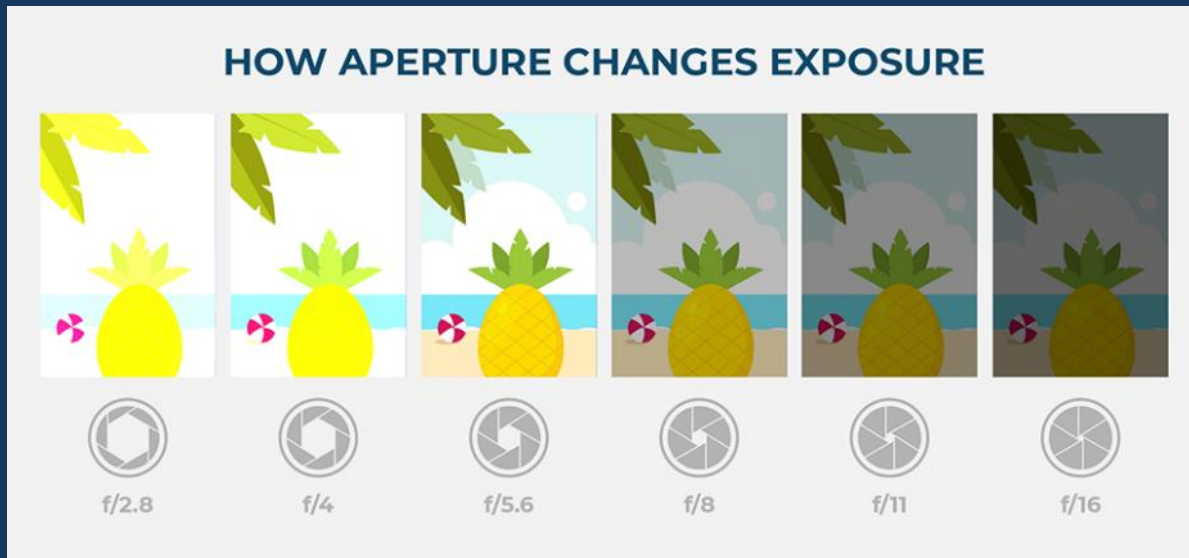 HOW APERTURE CHANGES EXPOSURE
f/2.8 f/4 f/5.6 f/8 f/11 f/16